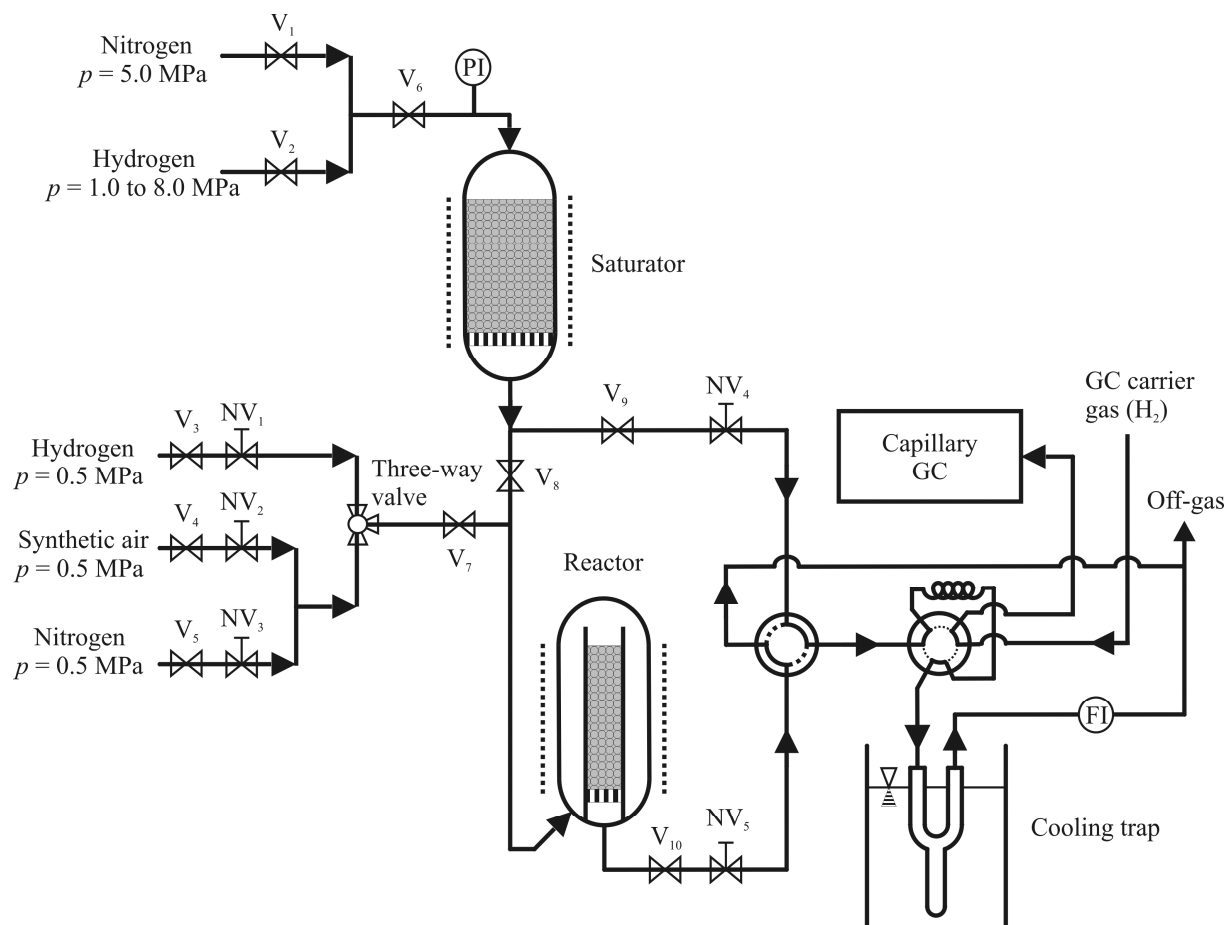 V₁
Nitrogen
p = 5.0 MPa
V₆
PI
V₂
Hydrogen
p = 1.0 to 8.0 MPa
Saturator
V₃
NV₁
Hydrogen
p = 0.5 MPa
Three-way
valve
V₄
NV₂
Synthetic air
p = 0.5 MPa
V₅
NV₃
Nitrogen
p = 0.5 MPa
V₇
V₈
V₉
NV₄
GC carrier
gas (H₂)
Capillary
GC
Off-gas
Reactor
V₁₀
NV₅
FI
Cooling trap